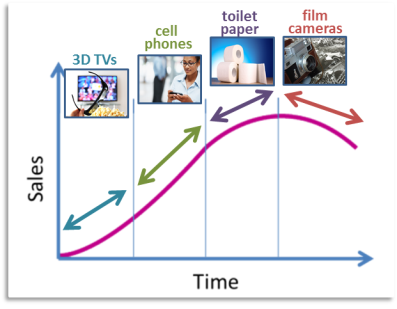 3D TVs
cell
phones
toilet
paper
film
cameras
Sales
Time